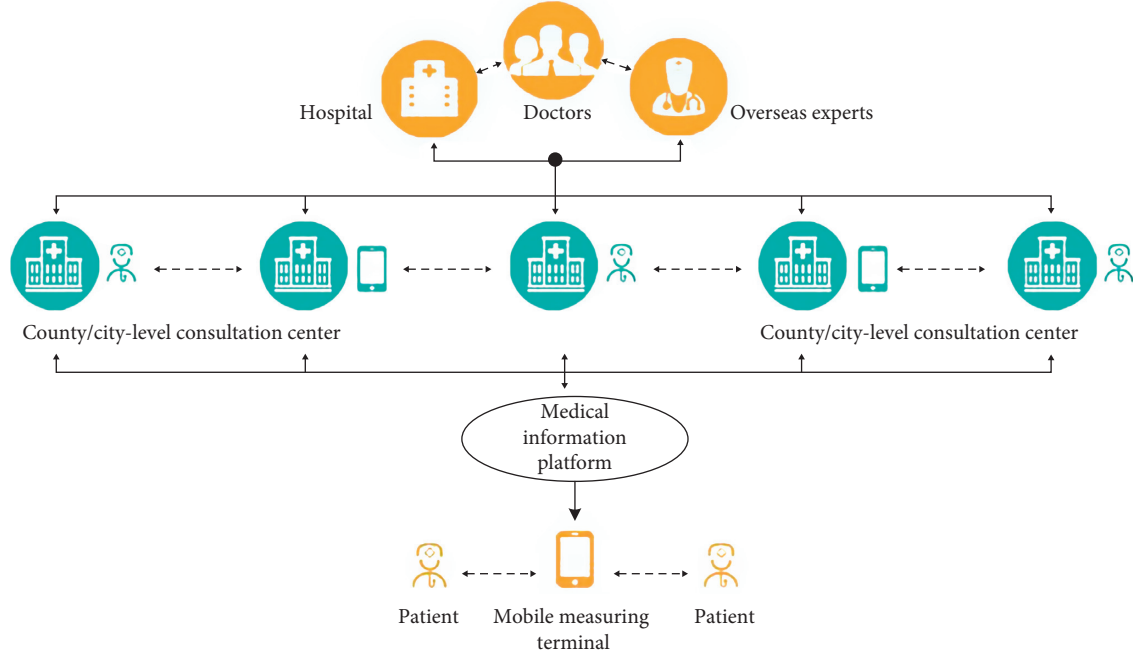 Hospital
Doctors
Overseas experts
County/city-level consultation center
County/city-level consultation center
Medical
information
platform
Patient
Mobile measuring
terminal
Patient